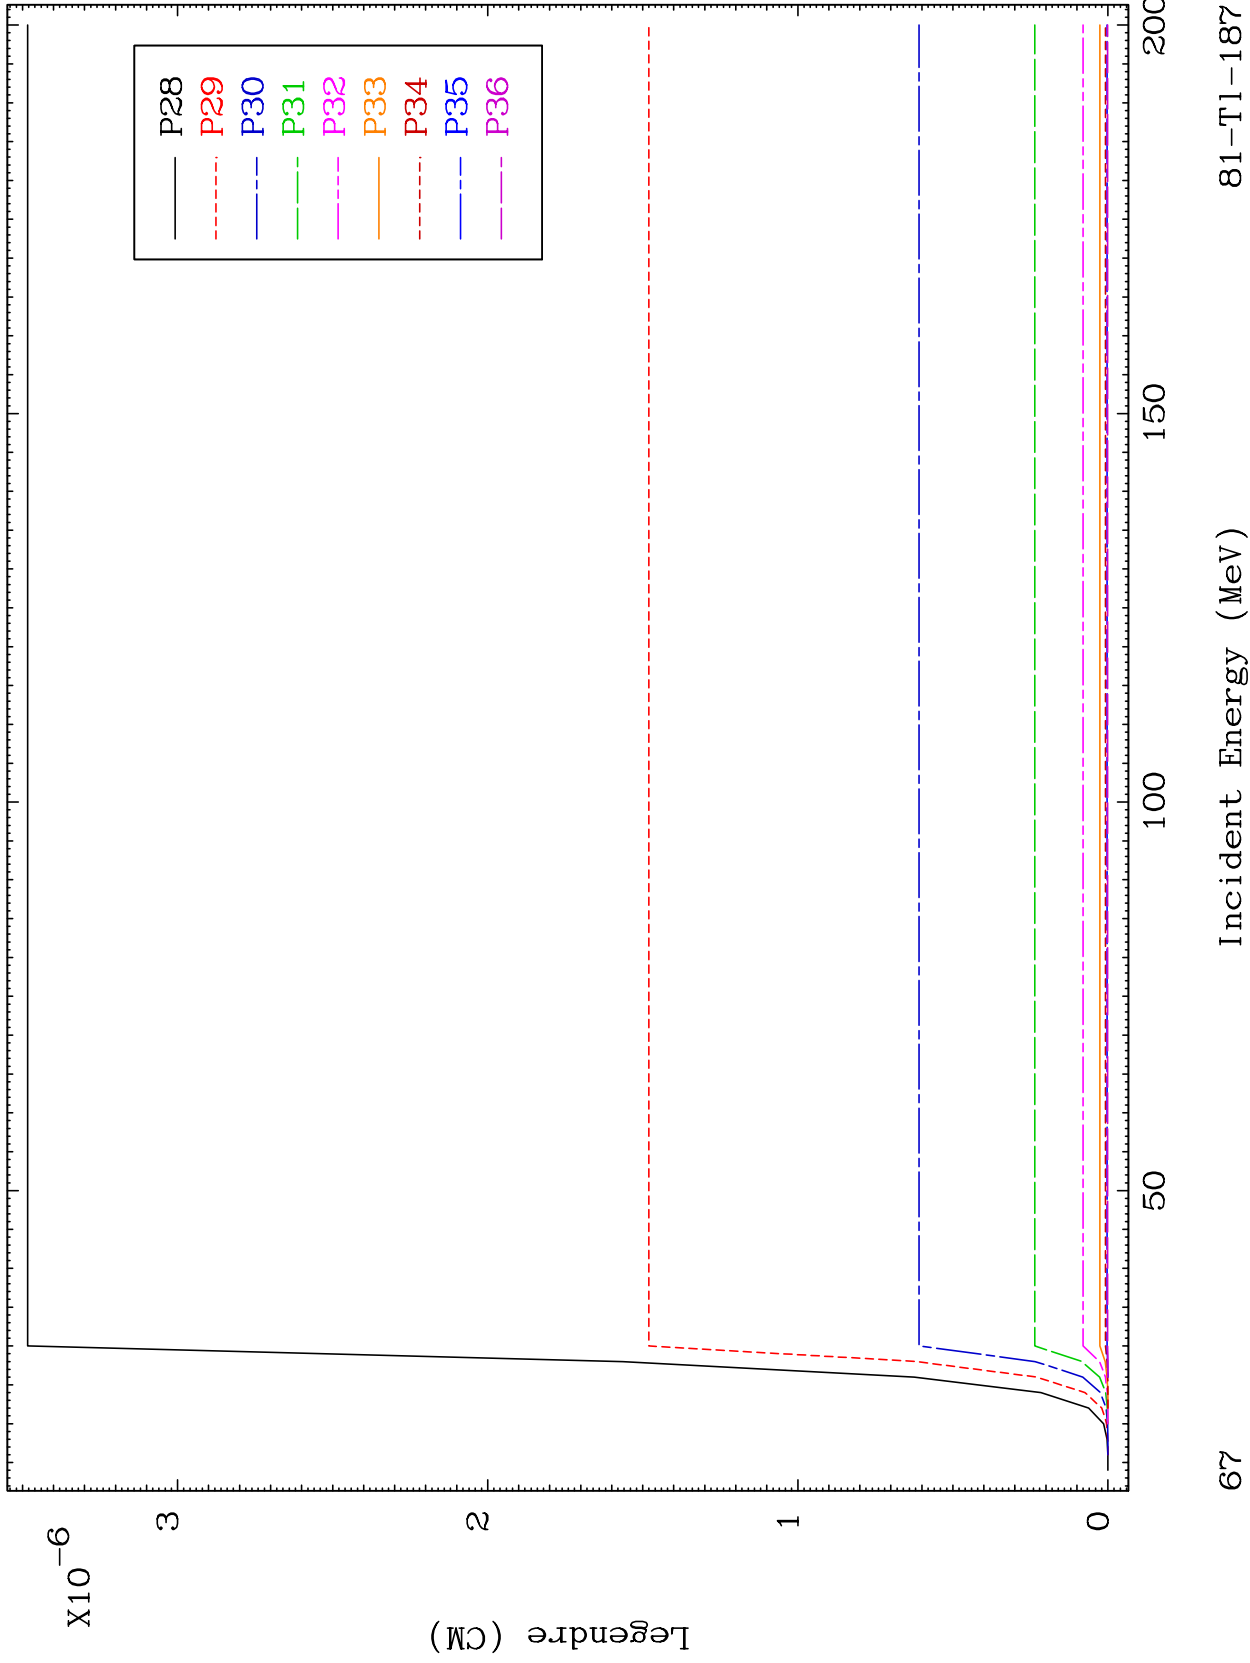 X10-6
3
2
1
0
Legendre (CM)
P28
P29
P30
P31
P32
P33
P34
P35
P36
50
100
150
200
67
Incident Energy (MeV)
81-Tl-187